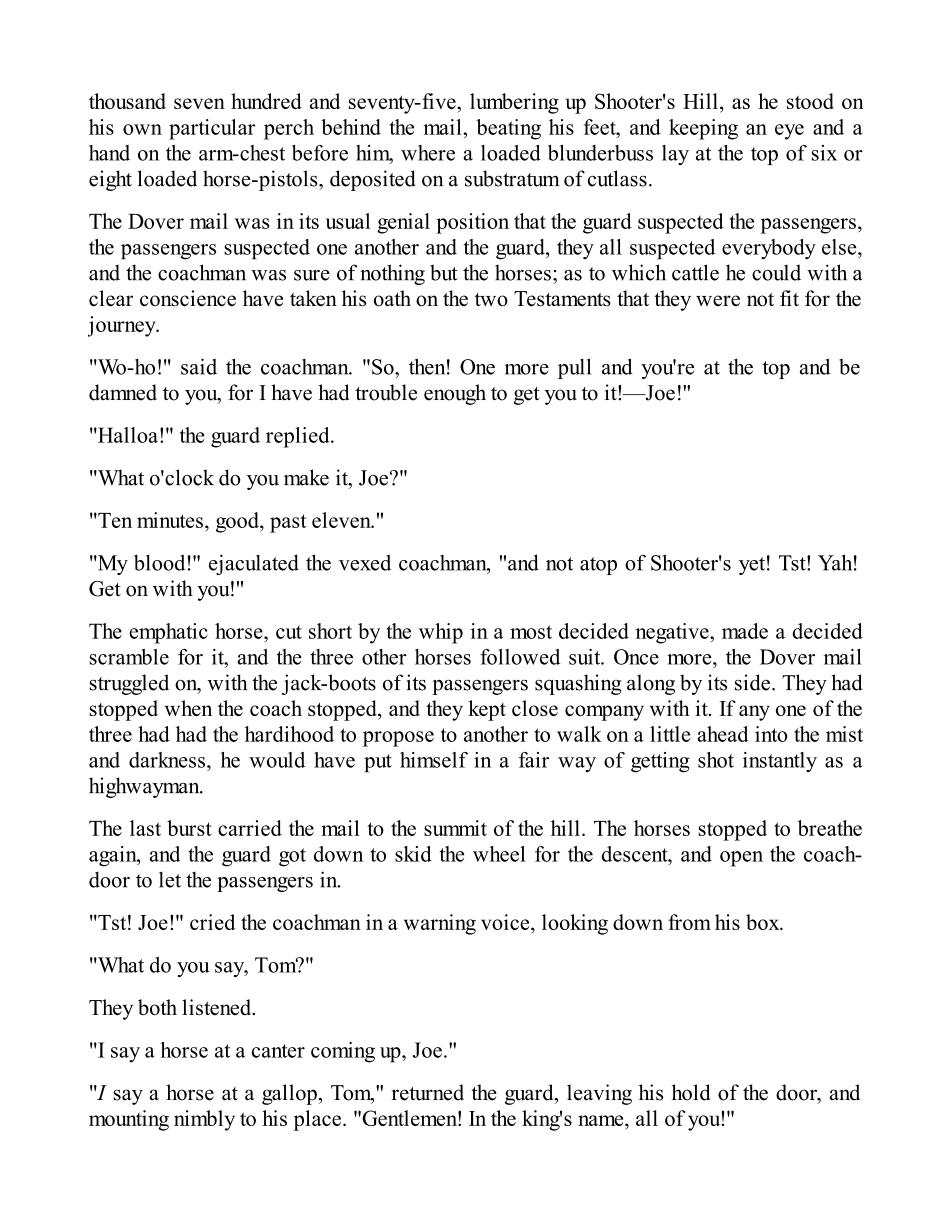 thousand seven hundred and seventy-five, lumbering up Shooter's Hill, as he stood on
his own particular perch behind the mail, beating his feet, and keeping an eye and a
hand on the arm-chest before him, where a loaded blunderbuss lay at the top of six or
eight loaded horse-pistols, deposited on a substratum of cutlass.
The Dover mail was in its usual genial position that the guard suspected the passengers,
the passengers suspected one another and the guard, they all suspected everybody else,
and the coachman was sure of nothing but the horses; as to which cattle he could with a
clear conscience have taken his oath on the two Testaments that they were not fit for the
journey.
"Wo-ho!" said the coachman. "So, then! One more pull and you're at the top and be
damned to you, for I have had trouble enough to get you to it!—Joe!"
"Halloa!" the guard replied.
"What o'clock do you make it, Joe?"
"Ten minutes, good, past eleven."
"My blood!" ejaculated the vexed coachman, "and not atop of Shooter's yet! Tst! Yah!
Get on with you!"
The emphatic horse, cut short by the whip in a most decided negative, made a decided
scramble for it, and the three other horses followed suit. Once more, the Dover mail
struggled on, with the jack-boots of its passengers squashing along by its side. They had
stopped when the coach stopped, and they kept close company with it. If any one of the
three had had the hardihood to propose to another to walk on a little ahead into the mist
and darkness, he would have put himself in a fair way of getting shot instantly as a
highwayman.
The last burst carried the mail to the summit of the hill. The horses stopped to breathe
again, and the guard got down to skid the wheel for the descent, and open the coach-
door to let the passengers in.
"Tst! Joe!" cried the coachman in a warning voice, looking down from his box.
"What do you say, Tom?"
They both listened.
"I say a horse at a canter coming up, Joe."
"I say a horse at a gallop, Tom," returned the guard, leaving his hold of the door, and
mounting nimbly to his place. "Gentlemen! In the king's name, all of you!"